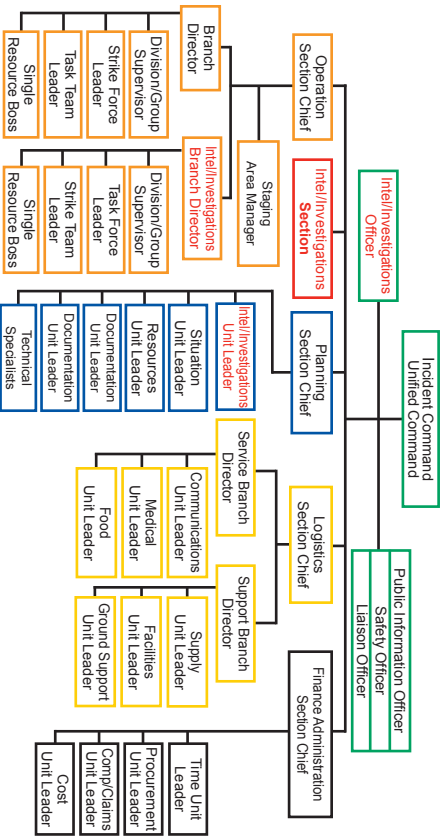 Incident Command
Unified Command
Intel/Investigations
Officer
Public Information Officer
Safety Officer
Liaison Officer
Operation
Section Chief
Intel/Investigations
Section
Planning
Section Chief
Logistics
Section Chief
Finance Administration
Section Chief
Staging
Area Manager
Branch
Director
Division/Group
Supervisor
Strike Force
Leader
Task Team
Leader
Single
Resource Boss
Intel/Investigations
Branch Director
Division/Group
Supervisor
Task Force
Leader
Strike Team
Leader
Single
Resource Boss
Intel/Investigations
Unit Leader
Situation
Unit Leader
Resources
Unit Leader
Documentation
Unit Leader
Documentation
Unit Leader
Technical
Specialists
Service Branch
Director
Communications
Unit Leader
Medical
Unit Leader
Food
Unit Leader
Support Branch
Director
Supply
Unit Leader
Facilities
Unit Leader
Ground Support
Unit Leader
Time Unit
Leader
Procurement
Unit Leader
Comp/Claims
Unit Leader
Cost
Unit Leader